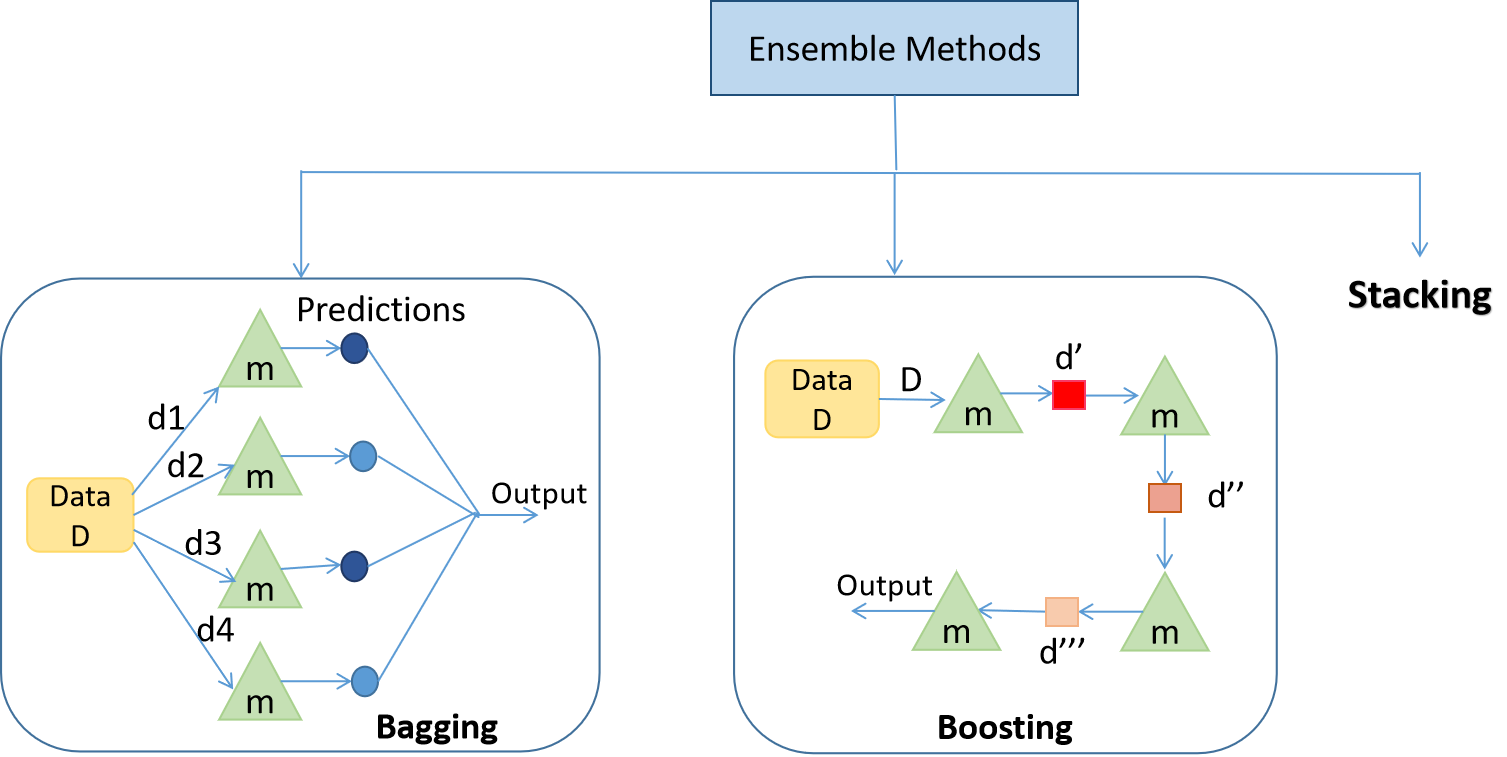 Ensemble Methods
Stacking
Predictions
m
d1
m
d2
Data
D
Output
d3
m
d4
m
Bagging
Data
D
D
m
d’
m
d’’
m
d’’’
m
Output
Boosting